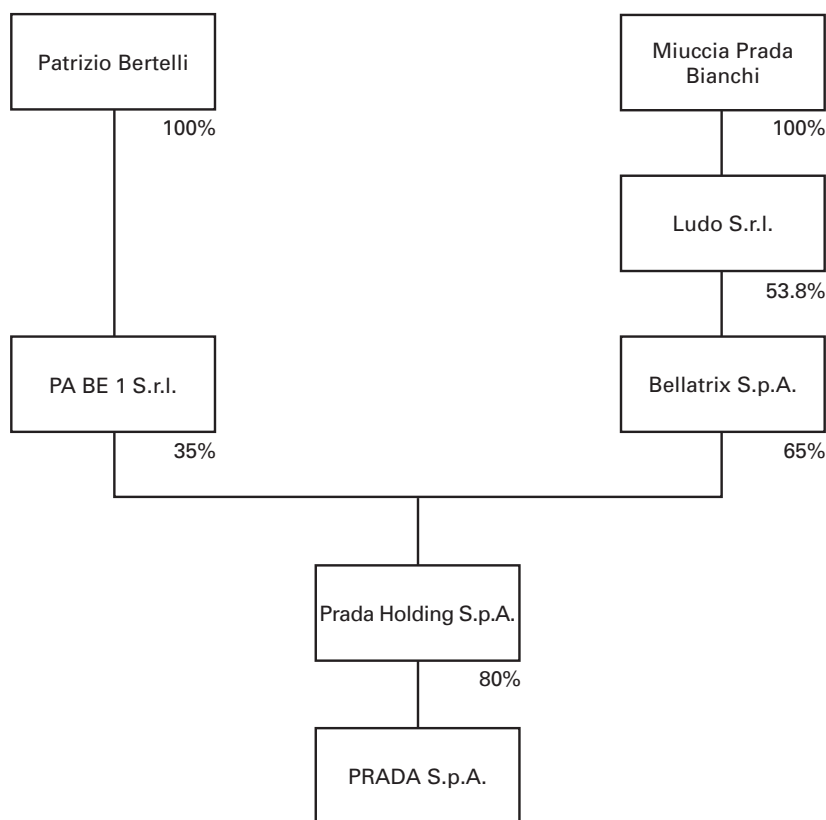 Patrizio Bertelli
Miuccia Prada
Bianchi
100%
100%
Ludo S.r.l.
53.8%
PA BE 1 S.r.l.
Bellatrix S.p.A.
35%
65%
Prada Holding S.p.A.
80%
PRADA S.p.A.